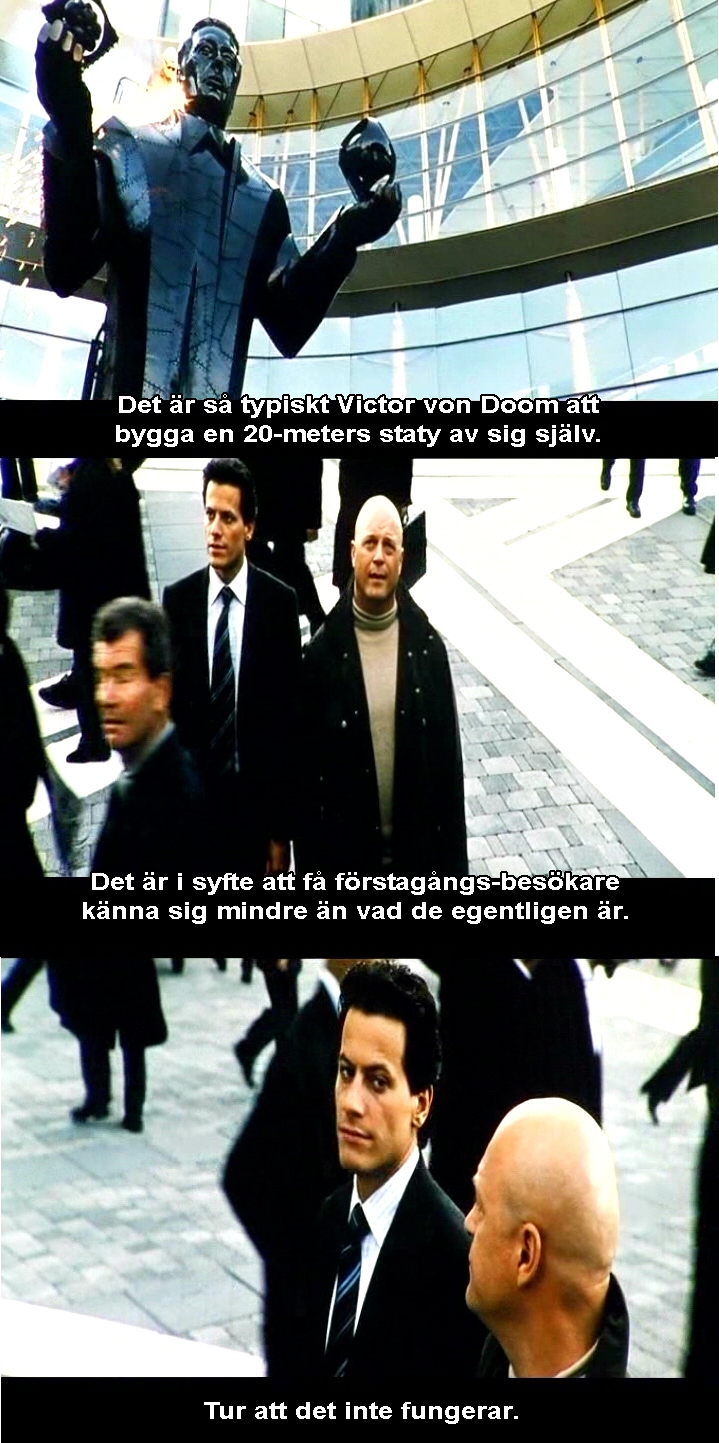 Det är så typiskt Victor von Doom att
bygga en 20-meters staty av sig själv.
Det är i syfte att få förstagångs-besökare
känna sig mindre än vad de egentligen är.
Tur att det inte fungerar.